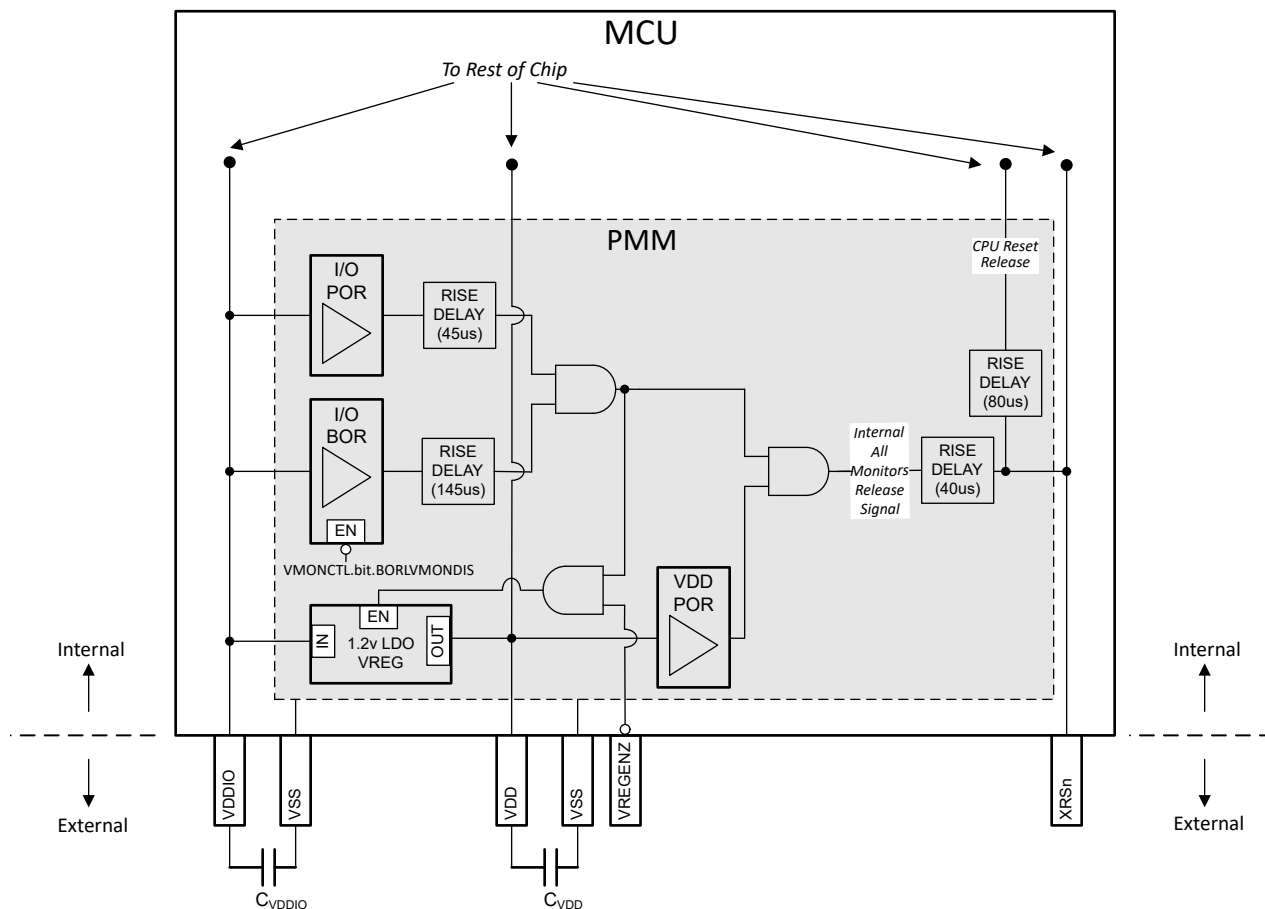 MCU
To Rest of Chip
PMM
I/O
POR
RISE
DELAY
(45us)
CPU Reset
Release
RISE
DELAY
(80us)
I/O
BOR
EN
RISE
DELAY
(145us)
Internal
All
Monitors
Release
Signal
RISE
DELAY
(40us)
VMONCTL.bit.BORLVMONDIS
EN
IN
1.2v LDO
VREG
OUT
VDD
POR
Internal
External
Internal
External
VDDIO
VSS
VDD
VSS
VREGENZ
XRSn
CVDDIO
CVDD